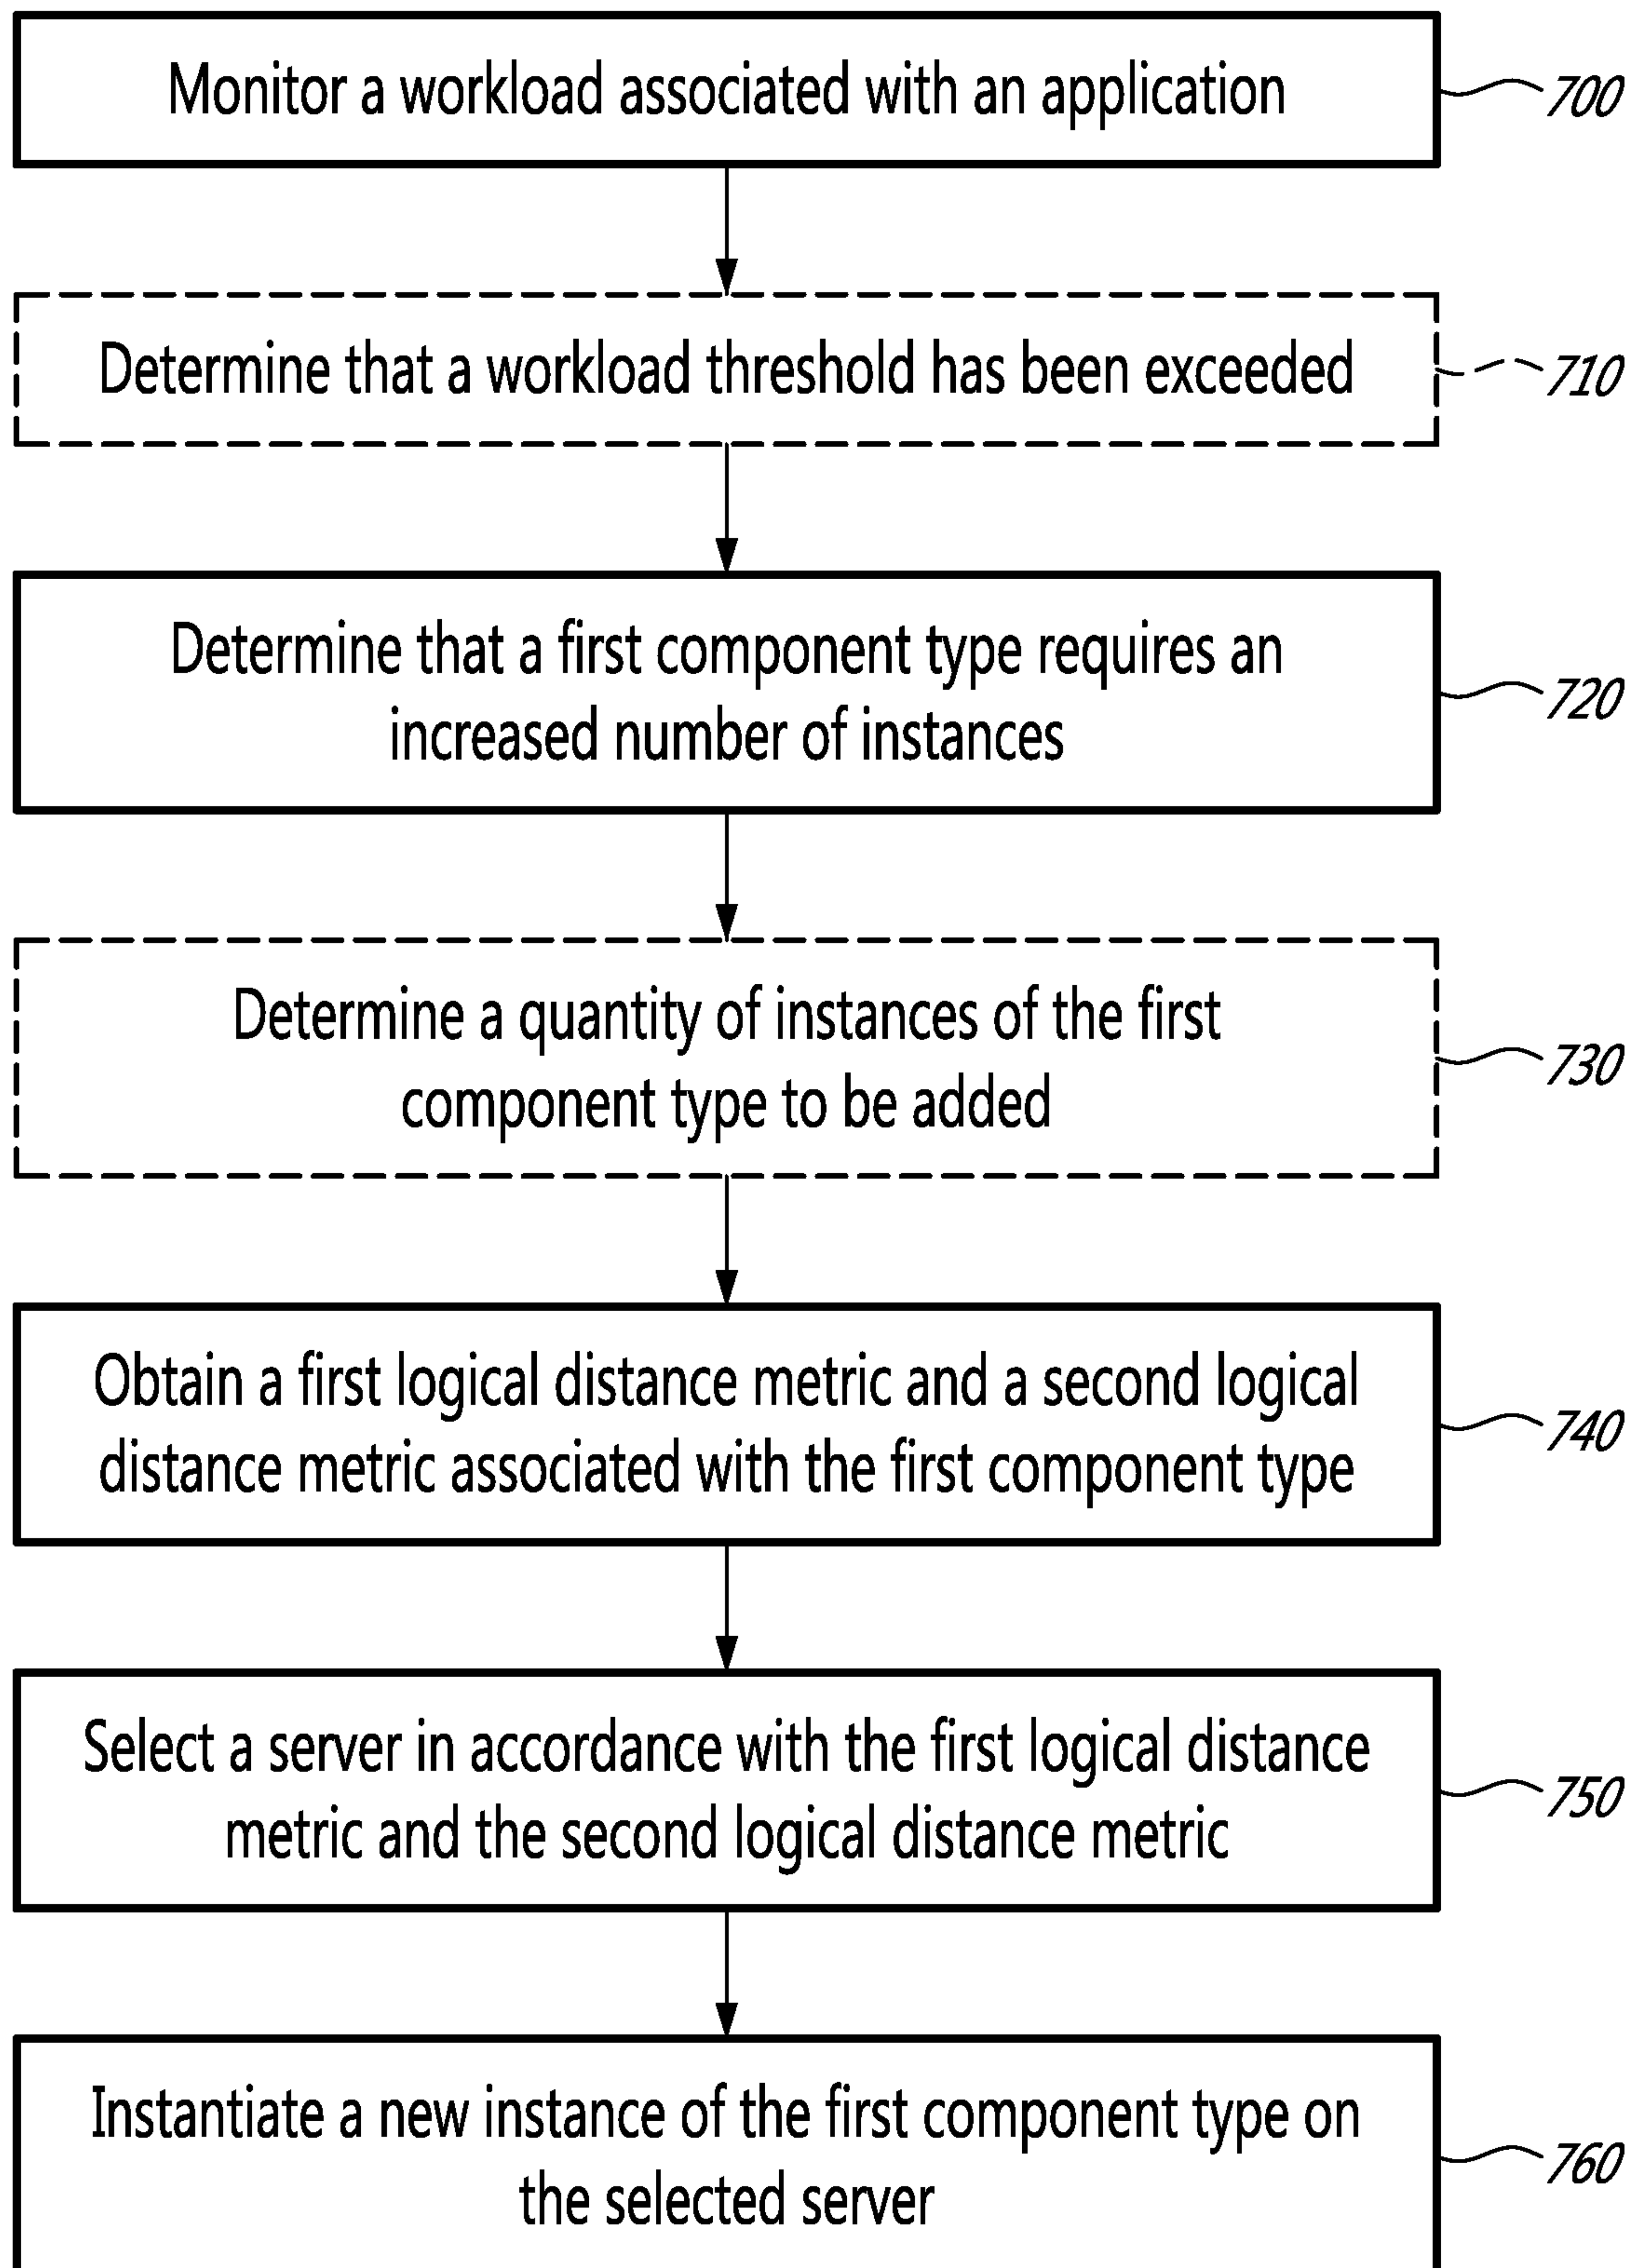 Monitor a workload associated with an application
700
Determine that a workload threshold has been exceeded
710
Determine that a first component type requires an
increased number of instances
720
Determine a quantity of instances of the first
component type to be added
730
Obtain a first logical distance metric and a second logical
distance metric associated with the first component type
740
Select a server in accordance with the first logical distance
metric and the second logical distance metric
750
Instantiate a new instance of the first component type on
the selected server
760